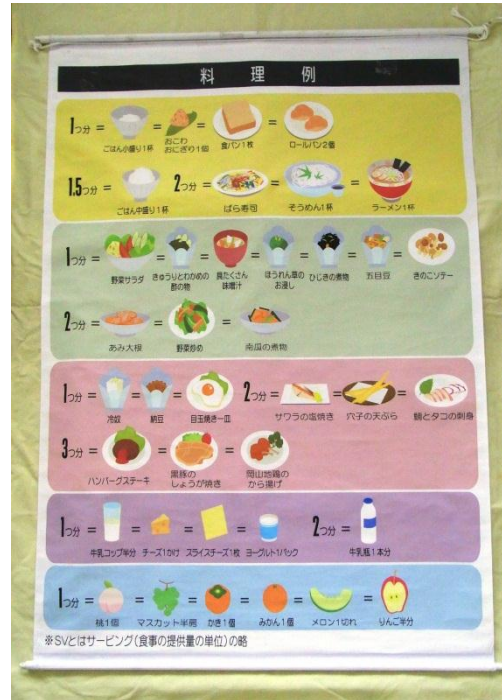 料理例
1つ分 = ごはん小盛り1杯 = おこわおにぎり1個 = 食パン1枚 = ロールパン2個
1.5つ分 = ごはん中盛り1杯 2つ分 = ばら寿司 = そうめん1杯 = ラーメン1杯
1つ分 = 野菜サラダ = きゅうりとわかめの酢の物 = 具たくさん味噌汁 = ほうれん草のお浸し = ひじきの煮物 = 五目豆 = きのこソテー
2つ分 = あみ大根 = 野菜炒め = 南瓜の煮物
1つ分 = 冷奴 = 納豆 = 目玉焼き一皿 2つ分 = サワラの塩焼き = 穴子の天ぷら = 鯛とタコの刺身
3つ分 = ハンバーグステーキ = 黒豚のしょうが焼き = 岡山地鶏のから揚げ
1つ分 = 牛乳コップ半分 = チーズ1かけ = スライスチーズ1枚 = ヨーグルト1パック 2つ分 = 牛乳瓶1本分
1つ分 = 桃1個 = マスカット半房 = かき1個 = みかん1個 = メロン1切れ = りんご半分
※SVとはサービング(食事の提供量の単位)の略